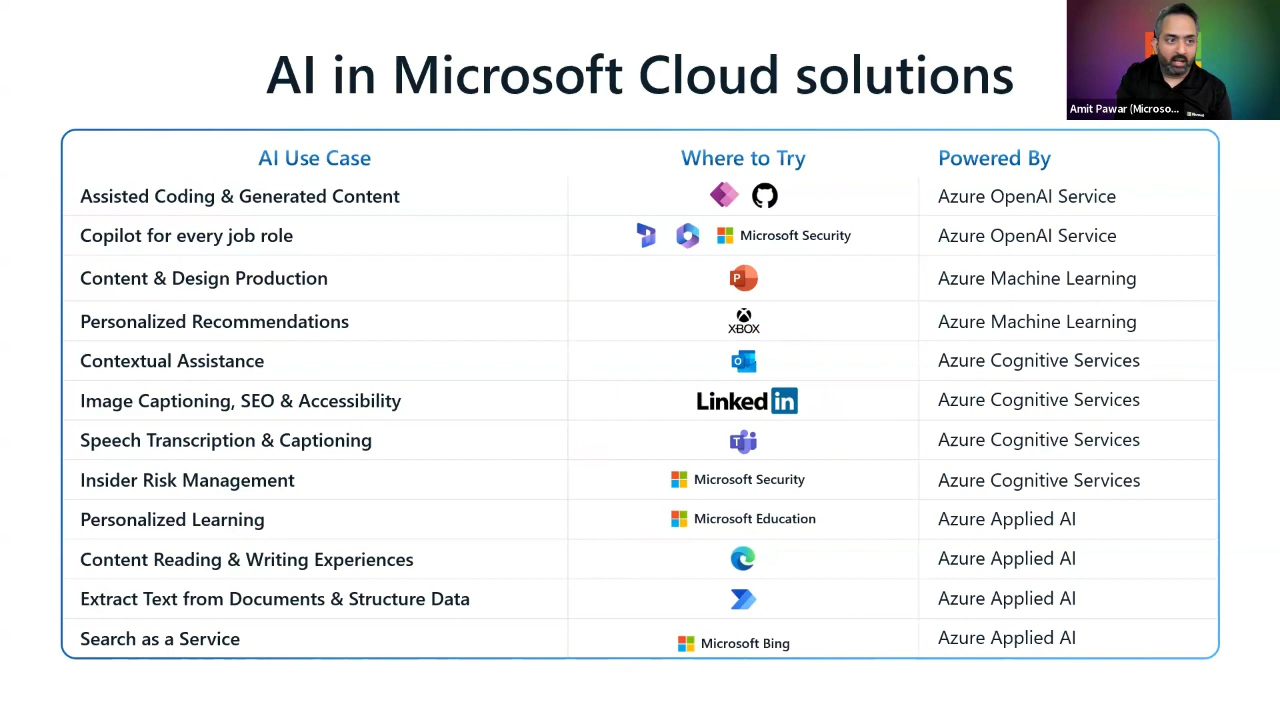 AI in Microsoft Cloud solutions
Amit Pawar (Microso...
AI Use Case Where to Try Powered By
Assisted Coding & Generated Content Azure OpenAI Service
Copilot for every job role Microsoft Security Azure OpenAI Service
Content & Design Production P Azure Machine Learning
Personalized Recommendations XBOX Azure Machine Learning
Contextual Assistance O Azure Cognitive Services
Image Captioning, SEO & Accessibility Linked in Azure Cognitive Services
Speech Transcription & Captioning T Azure Cognitive Services
Insider Risk Management Microsoft Security Azure Cognitive Services
Personalized Learning Microsoft Education Azure Applied AI
Content Reading & Writing Experiences Azure Applied AI
Extract Text from Documents & Structure Data Azure Applied AI
Search as a Service Microsoft Bing Azure Applied AI